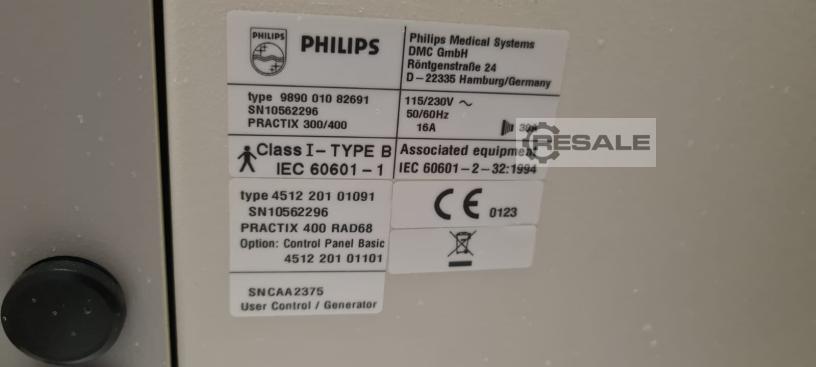 PHILIPS
PHILIPS
Philips Medical Systems
DMC GmbH
Röntgenstraße 24
D-22335 Hamburg/Germany
type 9890 010 82691
SN10562296
PRACTIX 300/400
115/230V ~
50/60Hz
16A
30A
RESALE
Class I - TYPE B
IEC 60601-1
Associated equipment
IEC 60601-2-32:1994
type 4512 201 01091
SN10562296
PRACTIX 400 RAD68
Option: Control Panel Basic
4512 201 01101
CE 0123
SNCAA2375
User Control / Generator